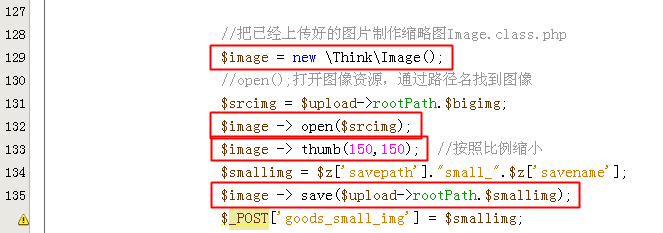 127
128 //把已经上传好的图片制作缩略图Image.class.php
129 $image = new \Think\Image();
130 //open();打开图像资源，通过路径名找到图像
131 $srcimg = $upload->rootPath.$bigimg;
132 $image -> open($srcimg);
133 $image -> thumb(150,150); //按照比例缩小
134 $smallimg = $z['savepath']."small_".$z['savename'];
135 $image -> save($upload->rootPath.$smallimg);
$_POST['goods_small_img'] = $smallimg;